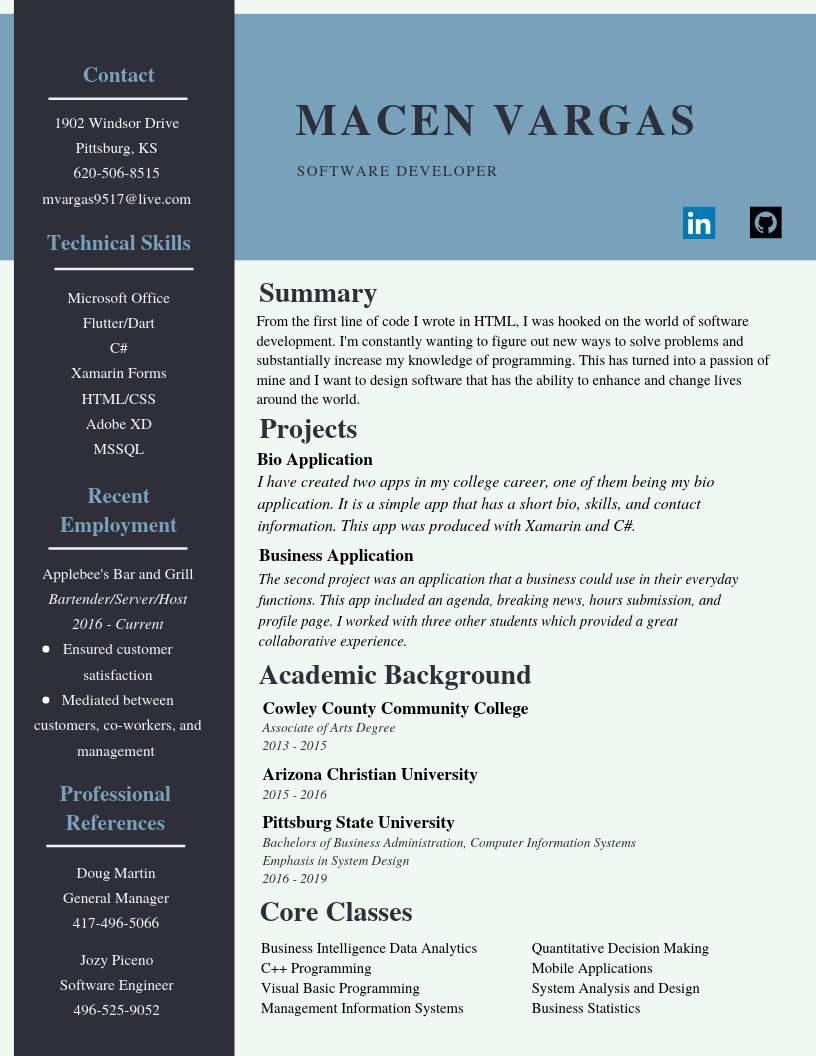 Contact
1902 Windsor Drive
Pittsburg, KS
620-506-8515
mvargas9517@live.com
Technical Skills
Microsoft Office
Flutter/Dart
C#
Xamarin Forms
HTML/CSS
Adobe XD
MSSQL
Recent
Employment
Applebee's Bar and Grill
Bartender/Server/Host
2016 - Current
● Ensured customer
satisfaction
● Mediated between
customers, co-workers, and
management
Professional
References
Doug Martin
General Manager
417-496-5066
Jozy Piceno
Software Engineer
496-525-9052
MACEN VARGAS
SOFTWARE DEVELOPER
in
Summary
From the first line of code I wrote in HTML, I was hooked on the world of software
development. I'm constantly wanting to figure out new ways to solve problems and
substantially increase my knowledge of programming. This has turned into a passion of
mine and I want to design software that has the ability to enhance and change lives
around the world.
Projects
Bio Application
I have created two apps in my college career, one of them being my bio
application. It is a simple app that has a short bio, skills, and contact
information. This app was produced with Xamarin and C#.
Business Application
The second project was an application that a business could use in their everyday
functions. This app included an agenda, breaking news, hours submission, and
profile page. I worked with three other students which provided a great
collaborative experience.
Academic Background
Cowley County Community College
Associate of Arts Degree
2013 - 2015
Arizona Christian University
2015 - 2016
Pittsburg State University
Bachelors of Business Administration, Computer Information Systems
Emphasis in System Design
2016 - 2019
Core Classes
Business Intelligence Data Analytics
C++ Programming
Visual Basic Programming
Management Information Systems
Quantitative Decision Making
Mobile Applications
System Analysis and Design
Business Statistics